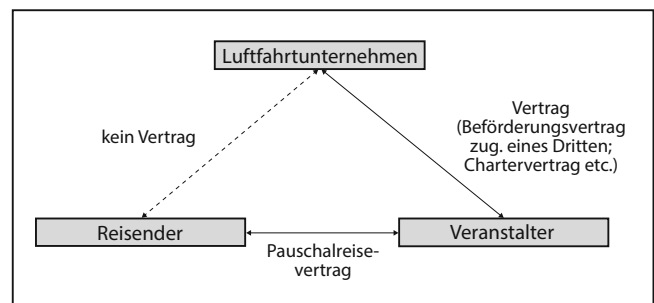 Luftfahrtunternehmen
kein Vertrag
Vertrag
(Beförderungsvertrag
zug. eines Dritten;
Chartervertrag etc.)
Reisender
Veranstalter
Pauschalreise-
vertrag